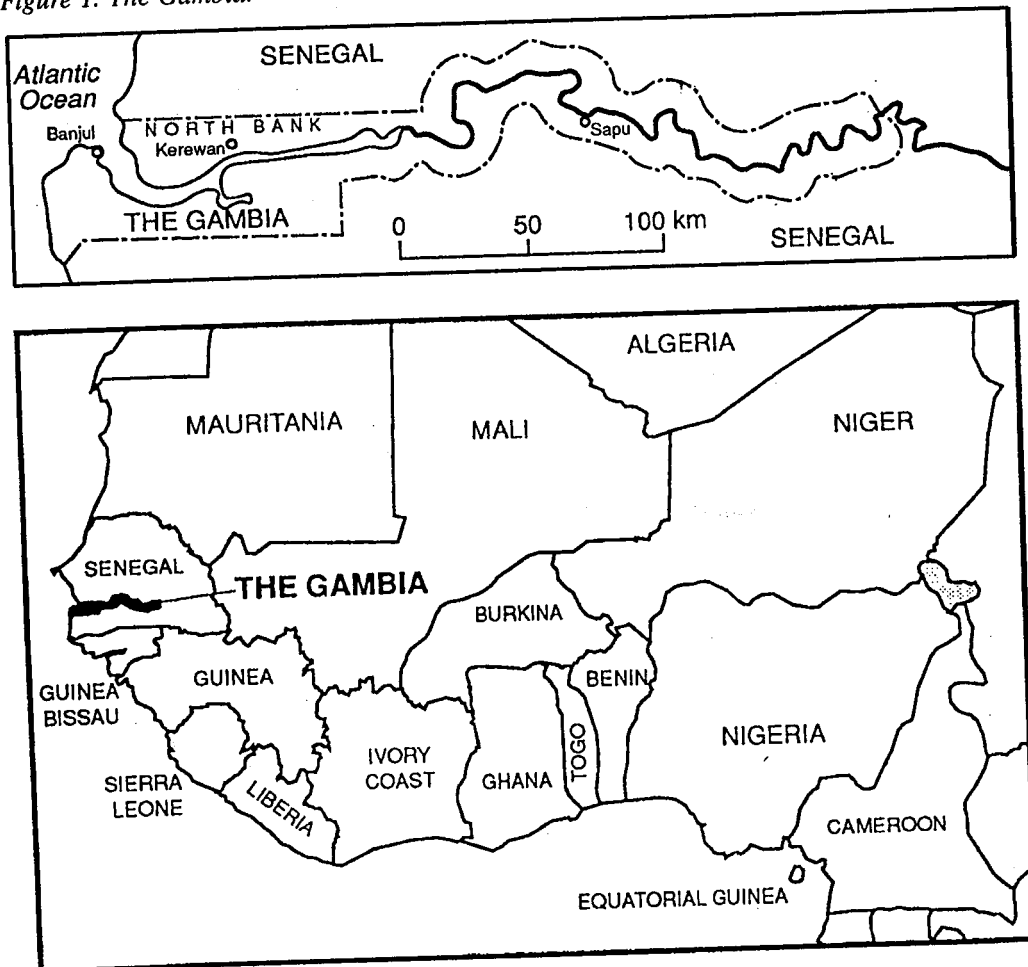 Figure 1. The Gambia.
SENEGAL
Atlantic
Ocean
Banjul
NORTH BANK
Kerewan
Sapu
THE GAMBIA
0 50 100 km
SENEGAL
ALGERIA
MAURITANIA
MALI
NIGER
SENEGAL
THE GAMBIA
BURKINA
GUINEA
BISSAU
GUINEA
BENIN
SIERRA
LEONE
LIBERIA
IVORY
COAST
GHANA
TOGO
NIGERIA
CAMEROON
EQUATORIAL GUINEA